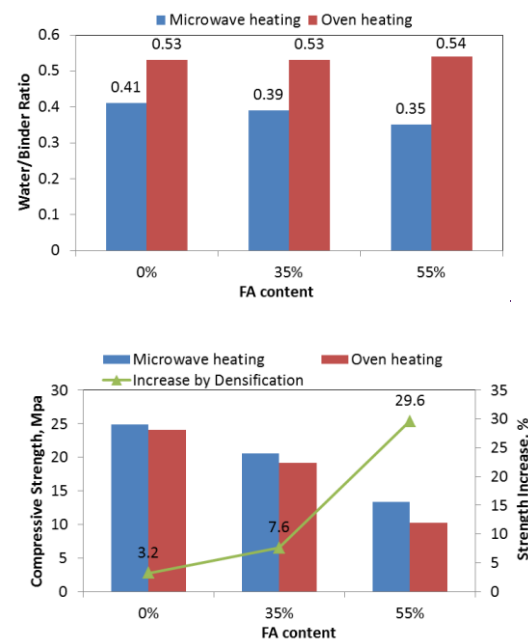 Microwave heating Oven heating
0.6
0.5
0.4
0.3
0.2
0.1
0
Water/Binder Ratio
0.41 0.53 0.39 0.53 0.35 0.54
0% 35% 55%
FA content
Microwave heating Oven heating
Increase by Densification
30
25
20
15
10
5
0
Compressive Strength, Mpa
3.2 7.6 29.6
35
30
25
20
15
10
5
0
Strength Increase, %
0% 35% 55%
FA content